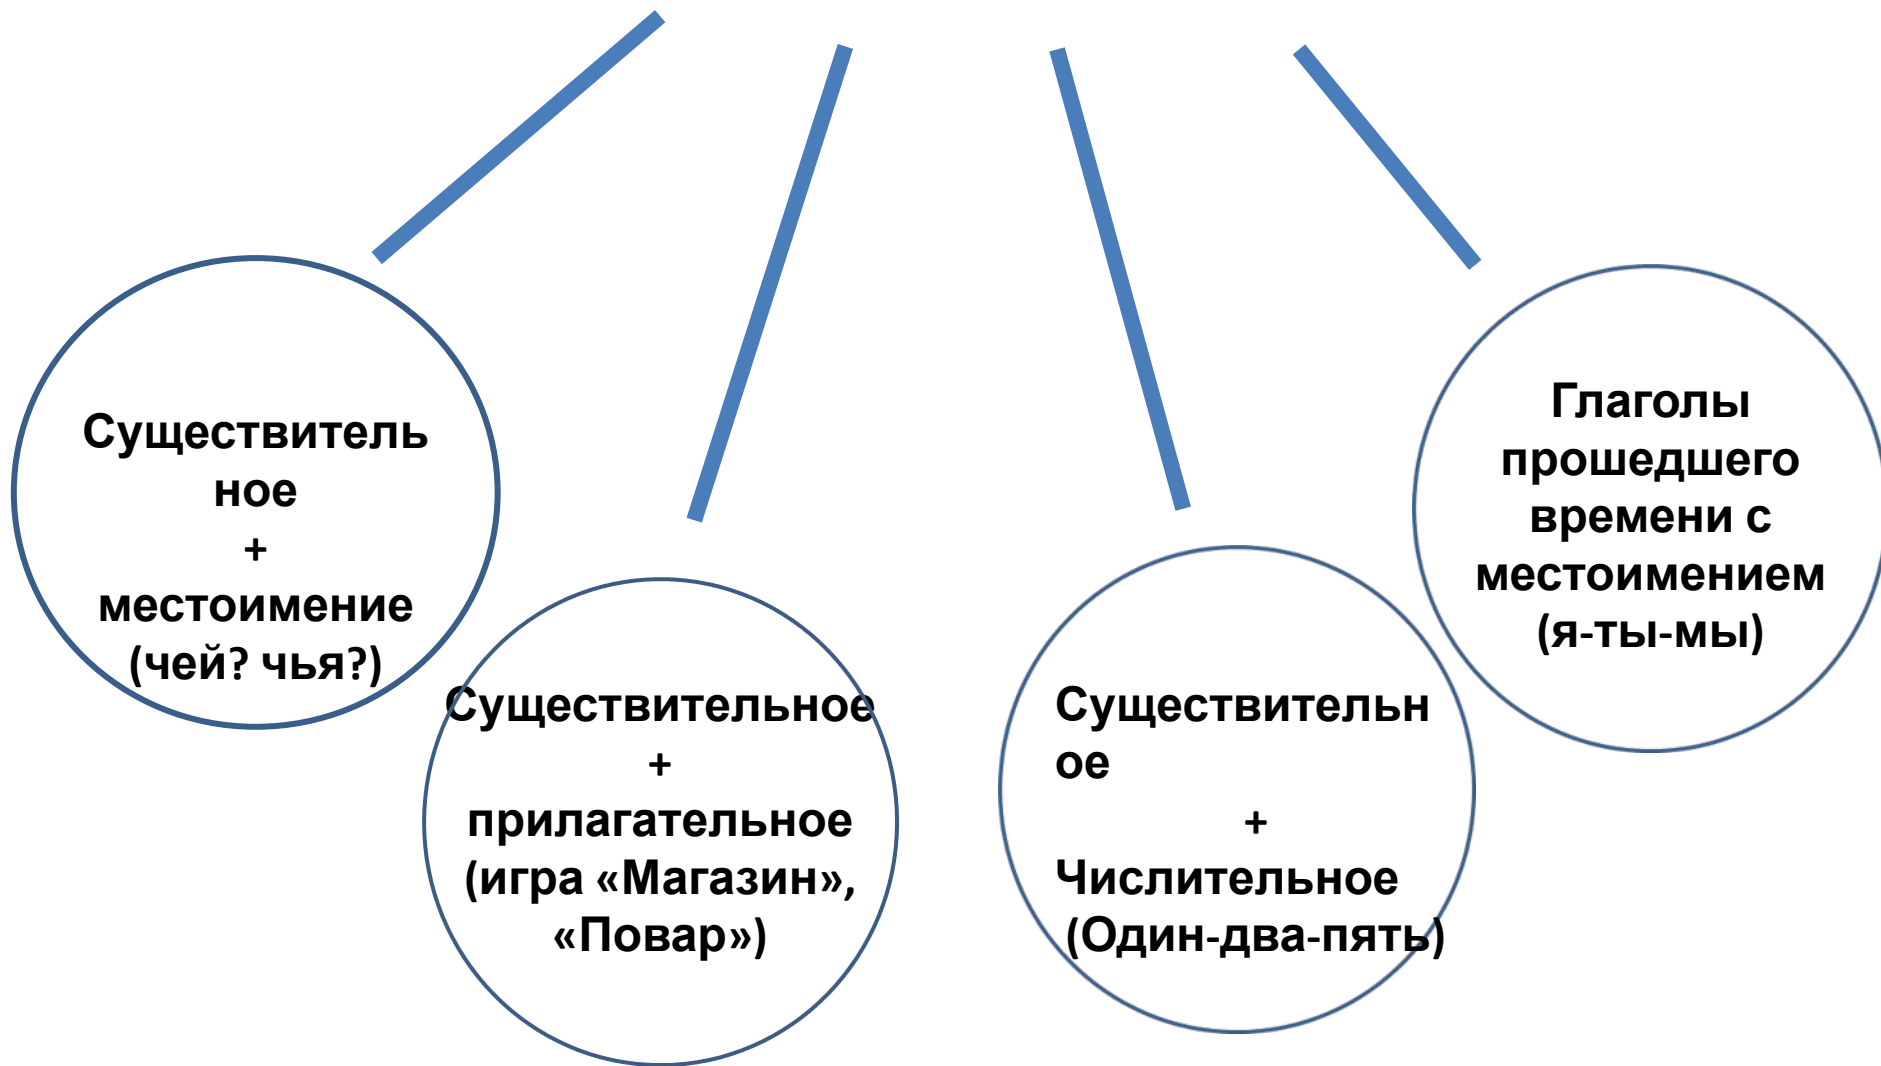 Существитель
ное
+
местоимение
(чей? чья?)
Существительное
+
прилагательное
(игра «Магазин»,
«Повар»)
Существительн
ое
+
Числительное
(Один-два-пять)
Глаголы
прошедшего
времени с
местоимением
(я-ты-мы)